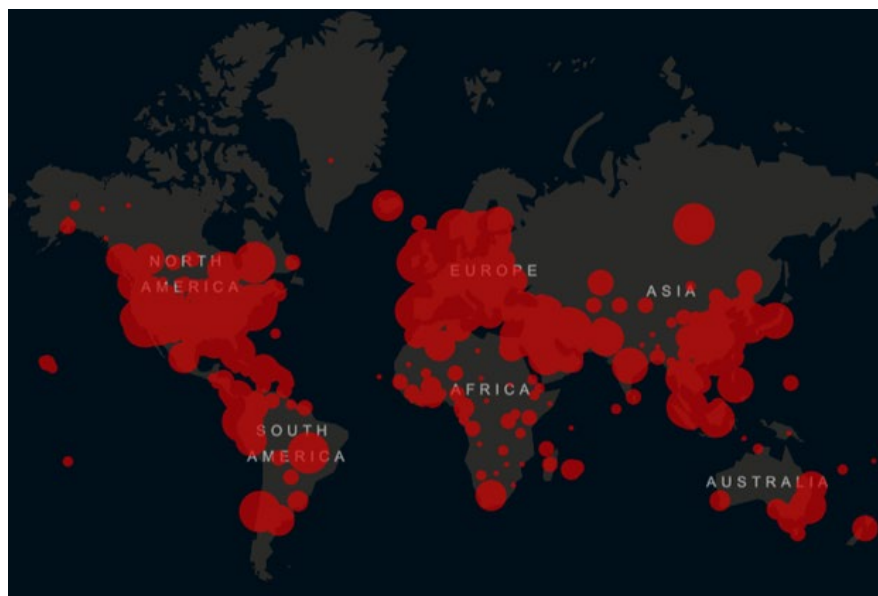 NORTH
AMERICA
EUROPE
ASIA
AFRICA
SOUTH
AMERICA
AUSTRALIA